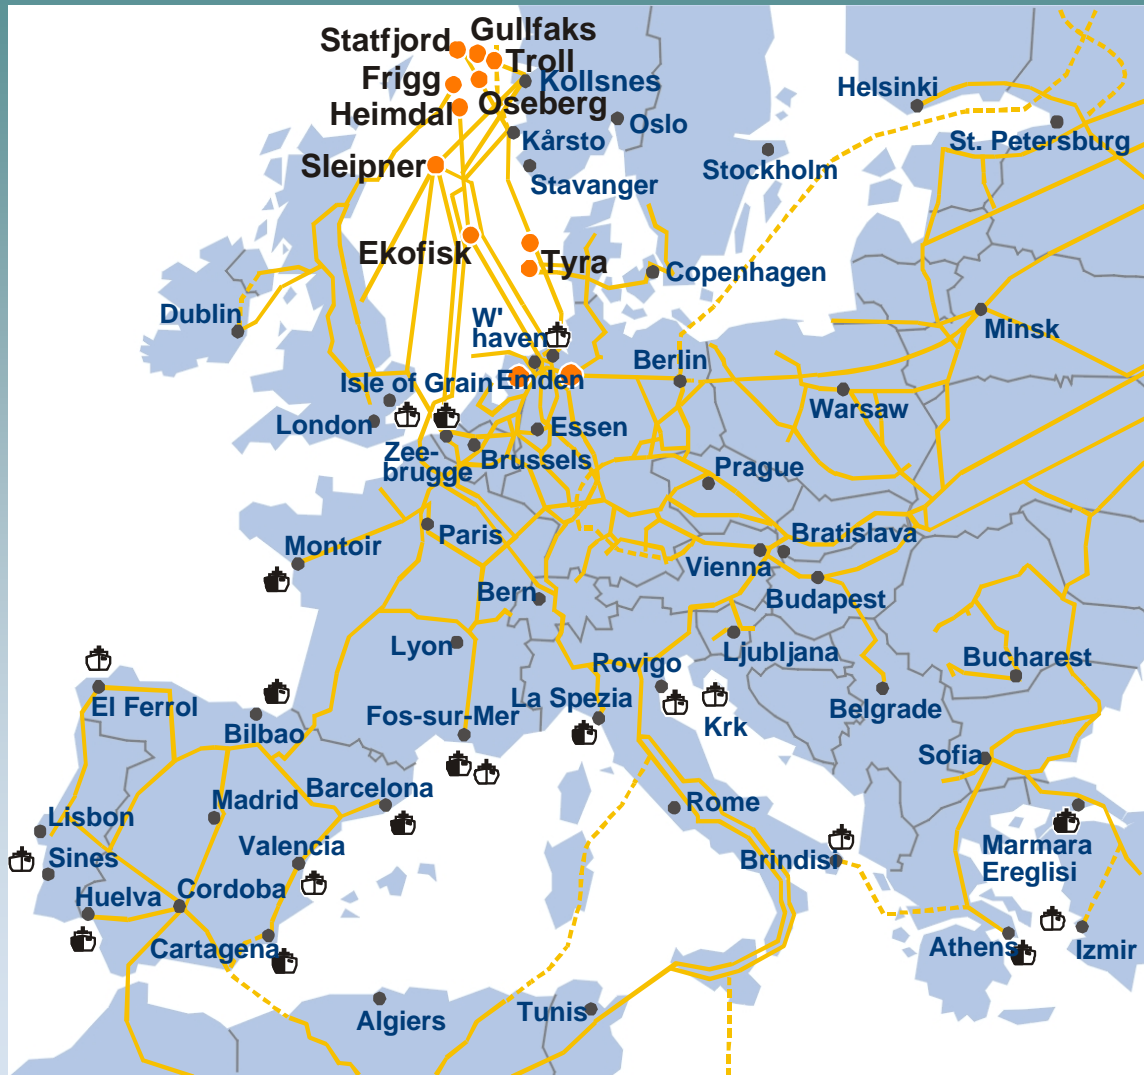 Gullfaks
Statfjord
Troll
Frigg
Kollsnes
Helsinki
Heimdal
Oseberg
Oslo
Kårsto
St. Petersburg
Sleipner
Stockholm
Stavanger
Ekofisk
Tyra
Copenhagen
Dublin
W'
haven
Minsk
Berlin
Isle of Grain
Emden
Warsaw
London
Essen
Zee-
brugge
Brussels
Prague
Paris
Bratislava
Montoir
Vienna
Bern
Budapest
Lyon
Rovigo
Ljubljana
Bucharest
El Ferrol
La Spezia
Belgrade
Fos-sur-Mer
Krk
Bilbao
Sofia
Barcelona
Madrid
Rome
Lisbon
Valencia
Marmara
Ereglisi
Sines
Brindisi
Huelva
Cordoba
Cartagena
Athens
Izmir
Algiers
Tunis